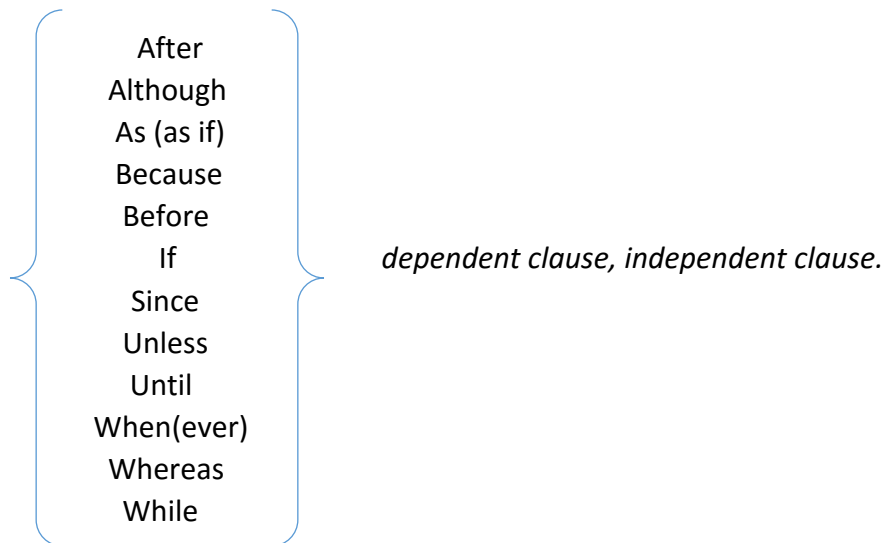 After
Although
As (as if)
Because
Before
If
dependent clause, independent clause.
Since
Unless
Until
When(ever)
Whereas
While